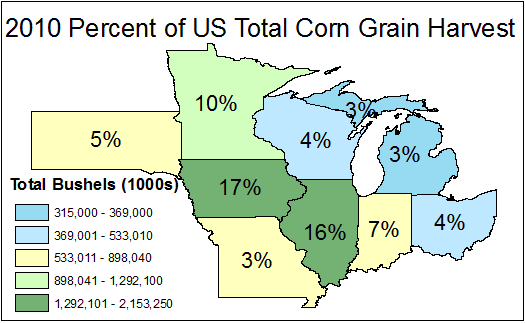 2010 Percent of US Total Corn Grain Harvest
10%
3%
5%
4%
3%
Total Bushels (1000s)
17%
315,000 - 369,000
369,001 - 533,010
533,011 - 898,040
898,041 - 1,292,100
1,292,101 - 2,153,250
16%
7%
4%
3%